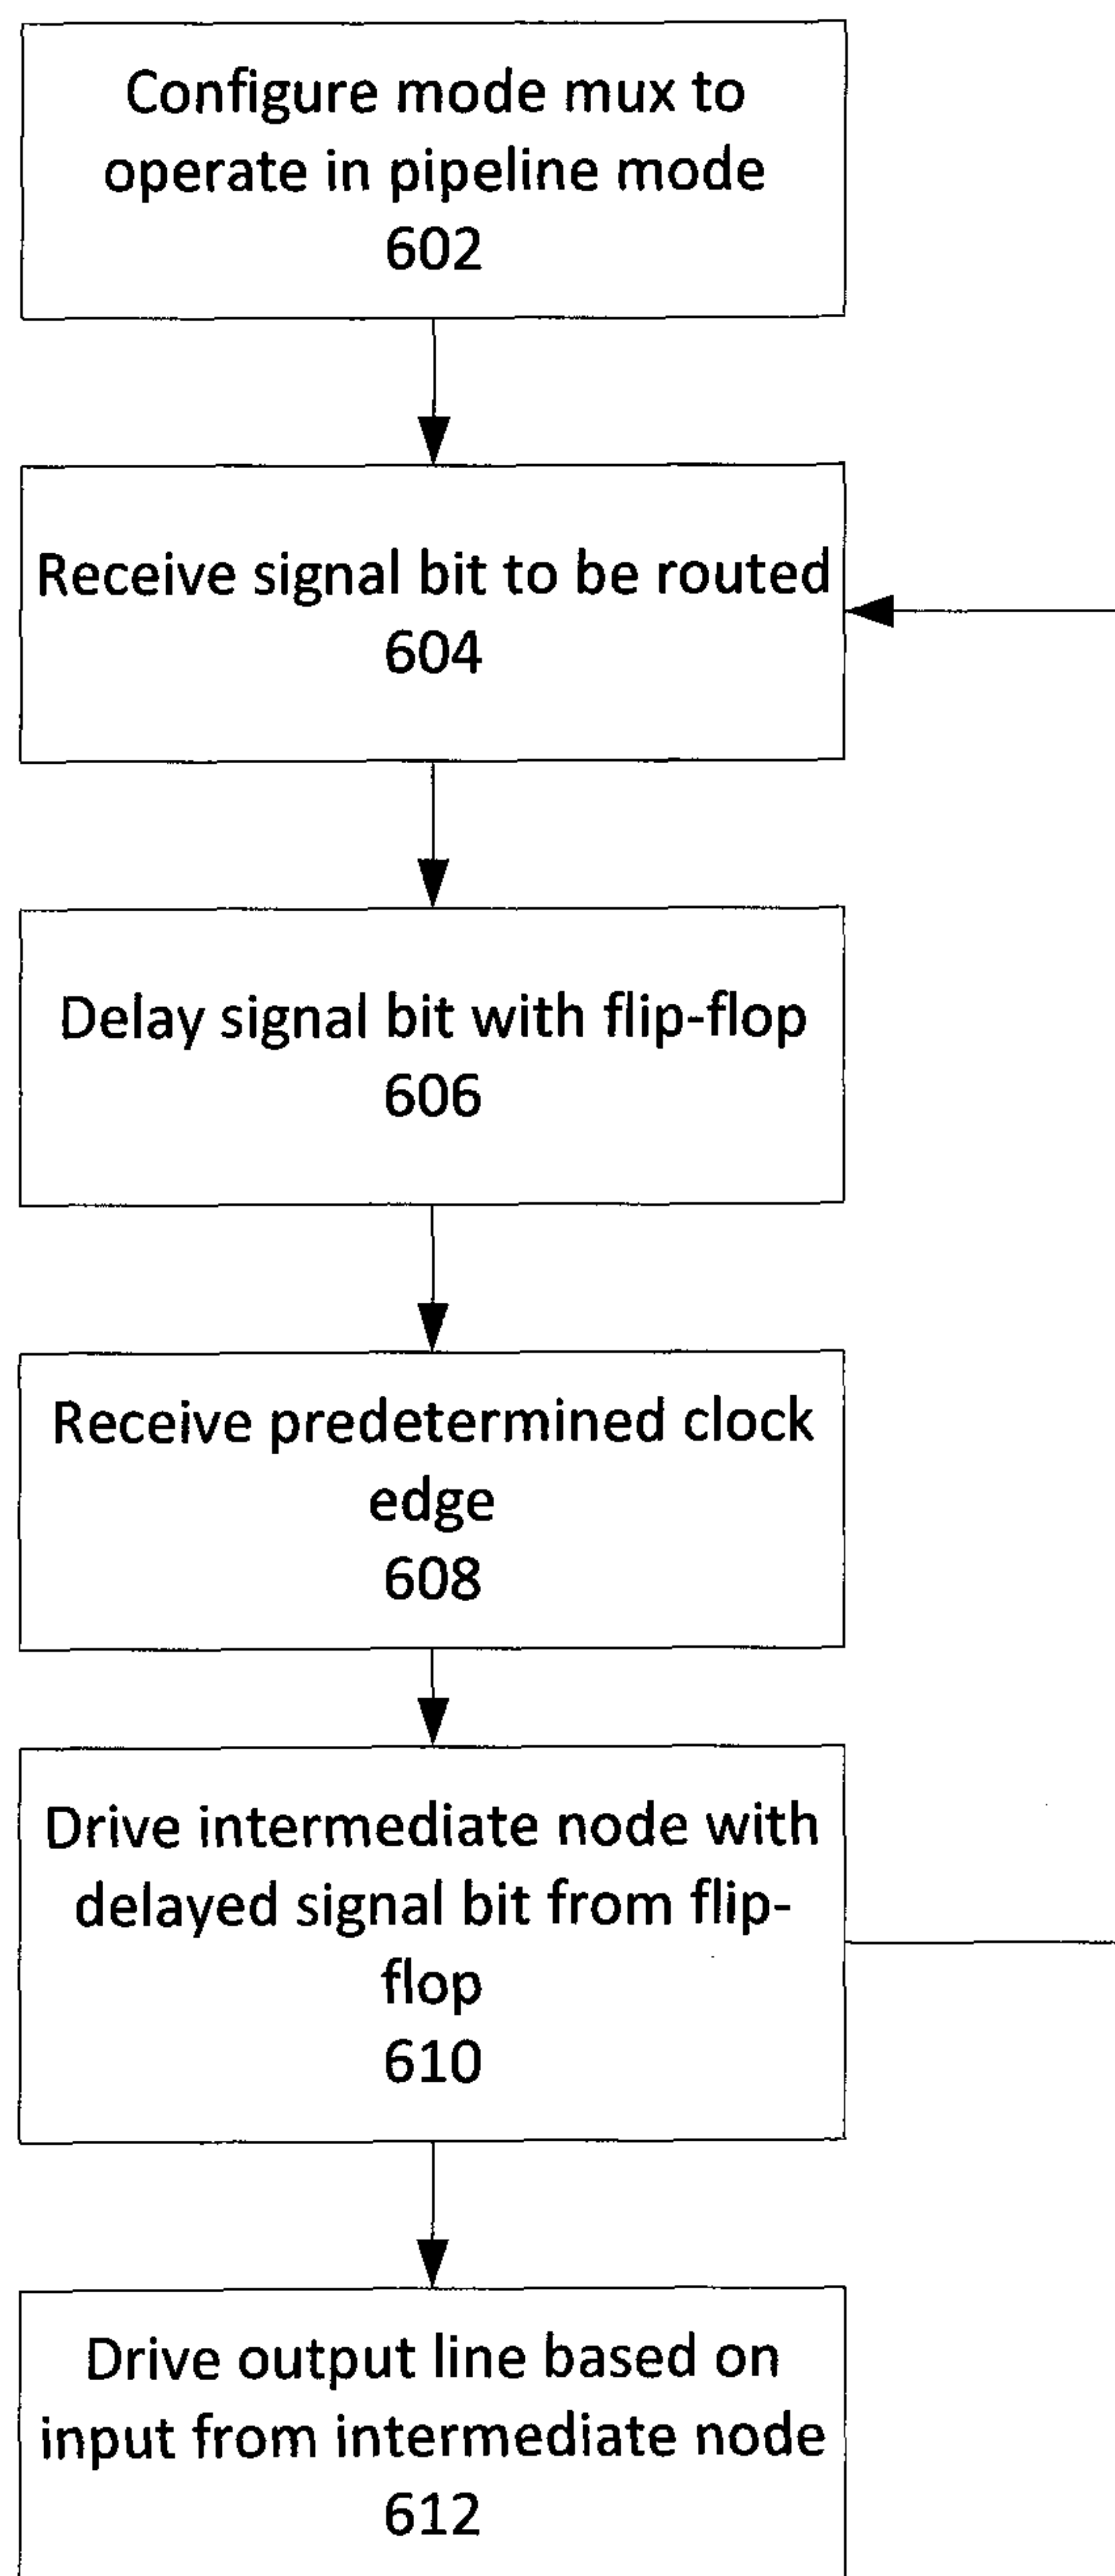 Configure mode mux to
operate in pipeline mode
602
Receive signal bit to be routed
604
Delay signal bit with flip-flop
606
Receive predetermined clock
edge
608
Drive intermediate node with
delayed signal bit from flip-
flop
610
Drive output line based on
input from intermediate node
612